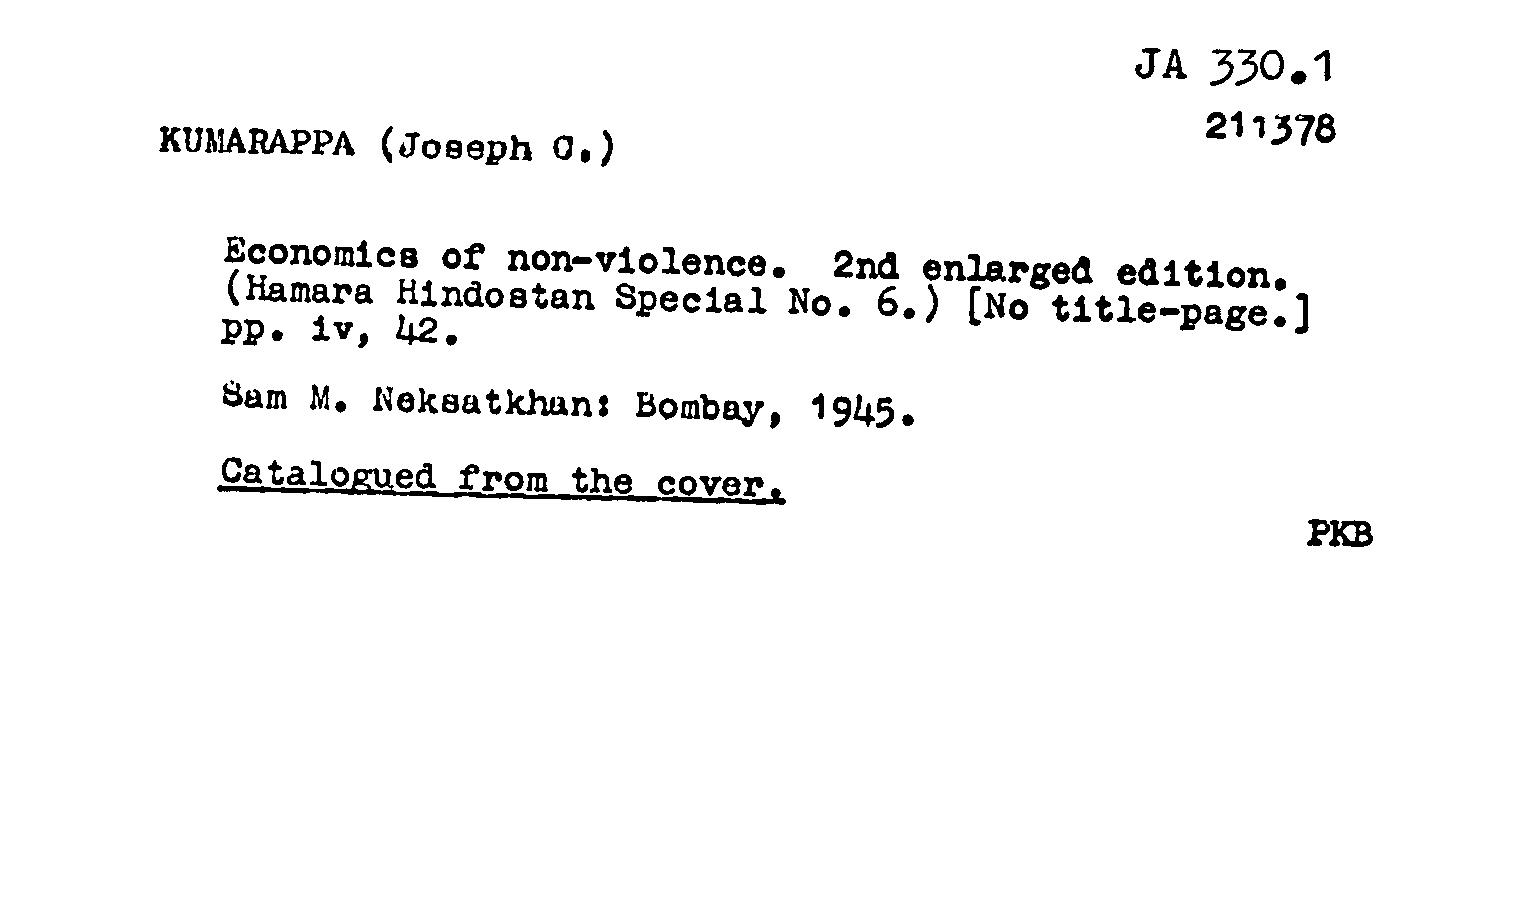 JA 330.1
211378
KUMARAPPA (Joseph C.)
Economics of non-violence. 2nd enlarged edition.
(Hamara Hindostan Special No. 6.) [No title-page.]
pp. iv, 42.
Sam M. Neksatkhan: Bombay, 1945.
Catalogued from the cover.
PKB